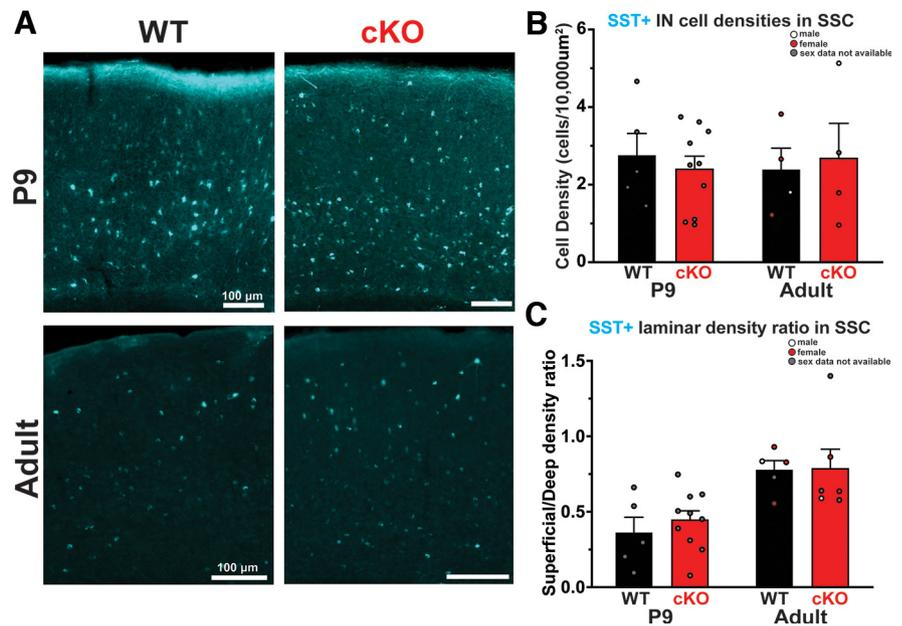 A
WT
cKO
P9
100 µm
Adult
100 µm
B
SST+ IN cell densities in SSC
male
female
sex data not available
Cell Density (cells/10,000um²)
6
4
2
0
WT
cKO
WT
cKO
P9
Adult
C
SST+ laminar density ratio in SSC
male
female
sex data not available
Superficial/Deep density ratio
1.5
1.0
0.5
0.0
WT
cKO
WT
cKO
P9
Adult